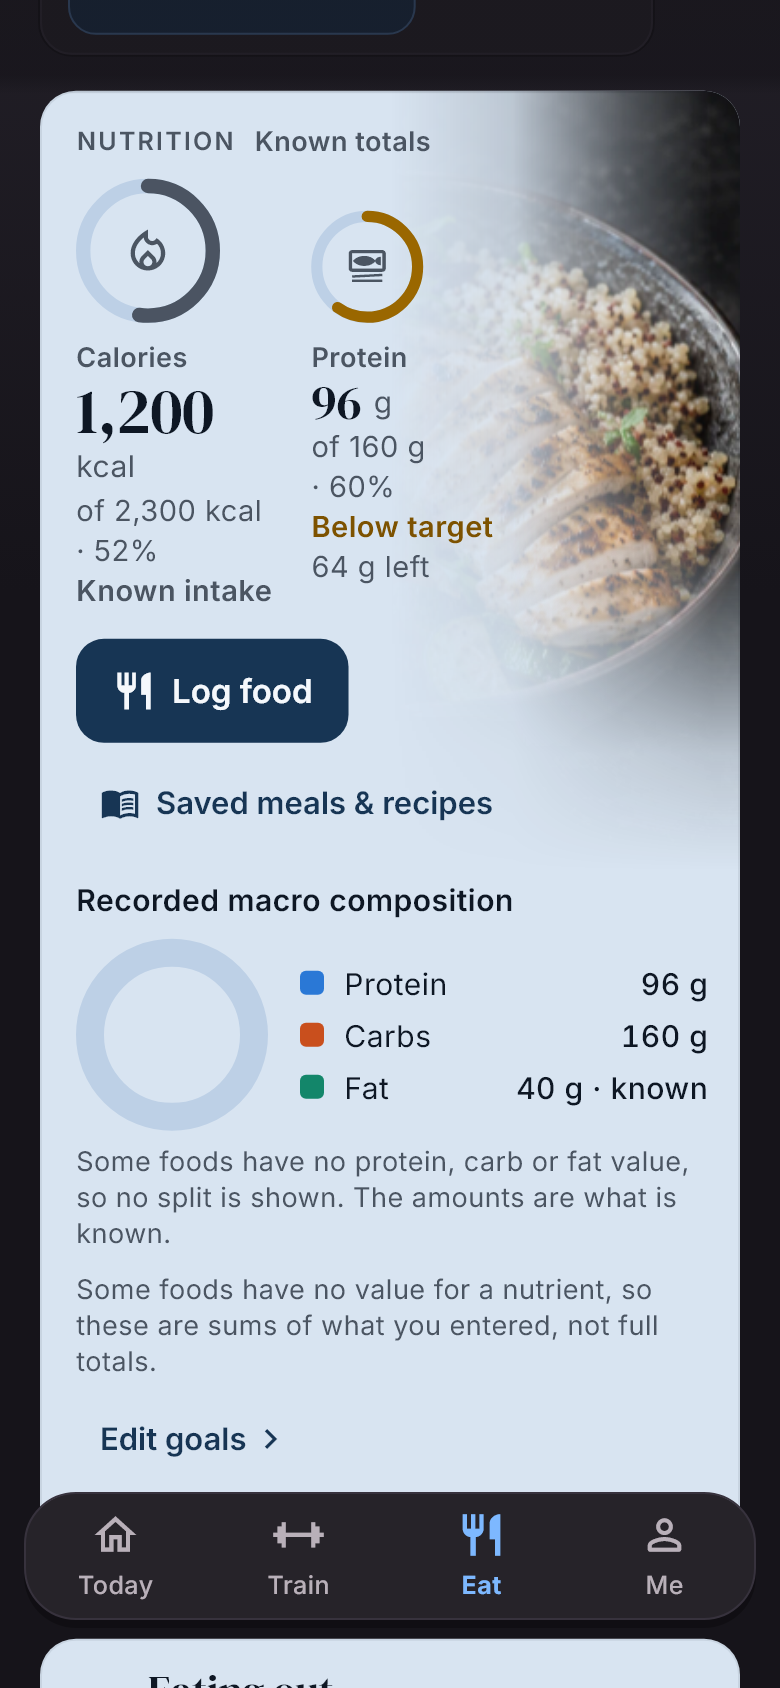 NUTRITION Known totals
Calories
1,200
kcal
of 2,300 kcal
· 52%
Known intake
Protein
96 g
of 160 g
· 60%
Below target
64 g left
Log food
Saved meals & recipes
Recorded macro composition
Protein 96 g
Carbs 160 g
Fat 40 g · known
Some foods have no protein, carb or fat value,
so no split is shown. The amounts are what is
known.
Some foods have no value for a nutrient, so
these are sums of what you entered, not full
totals.
Edit goals
Today Train Eat Me
Eating out